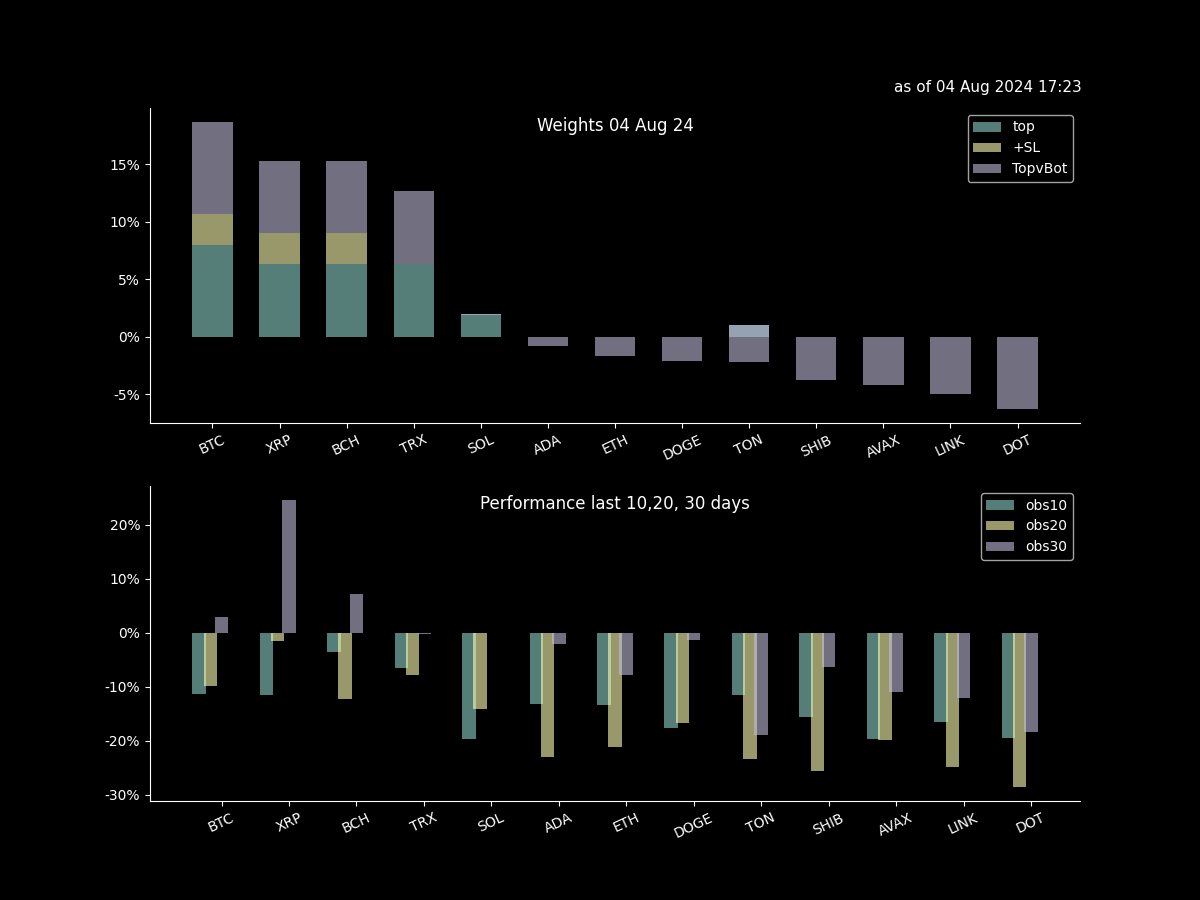 as of 04 Aug 2024 17:23
Weights 04 Aug 24
top
+SL
TopvBot
15%
10%
5%
0%
-5%
BTC XRP BCH TRX SOL ADA ETH DOGE TON SHIB AVAX LINK DOT
Performance last 10,20, 30 days
obs10
obs20
obs30
20%
10%
0%
-10%
-20%
-30%
BTC XRP BCH TRX SOL ADA ETH DOGE TON SHIB AVAX LINK DOT